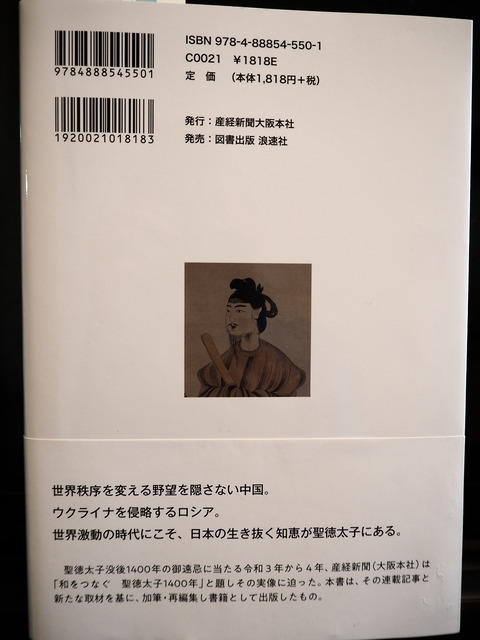 ISBN 978-4-88854-550-1
C0021 ¥1818E
定 価 （本体1,818円＋税）
9784888545501
1920021018183
発行：産経新聞大阪本社
発売：図書出版 浪速社
世界秩序を変える野望を隠さない中国。
ウクライナを侵略するロシア。
世界激動の時代にこそ、日本の生き抜く知恵が聖徳太子にある。
聖徳太子没後1400年の御遠忌に当たる令和3年から4年、産経新聞（大阪本社）は
「和をつなぐ 聖徳太子1400年」と題しその実像に迫った。本書は、その連載記事と
新たな取材を基に、加筆・再編集し書籍として出版したもの。